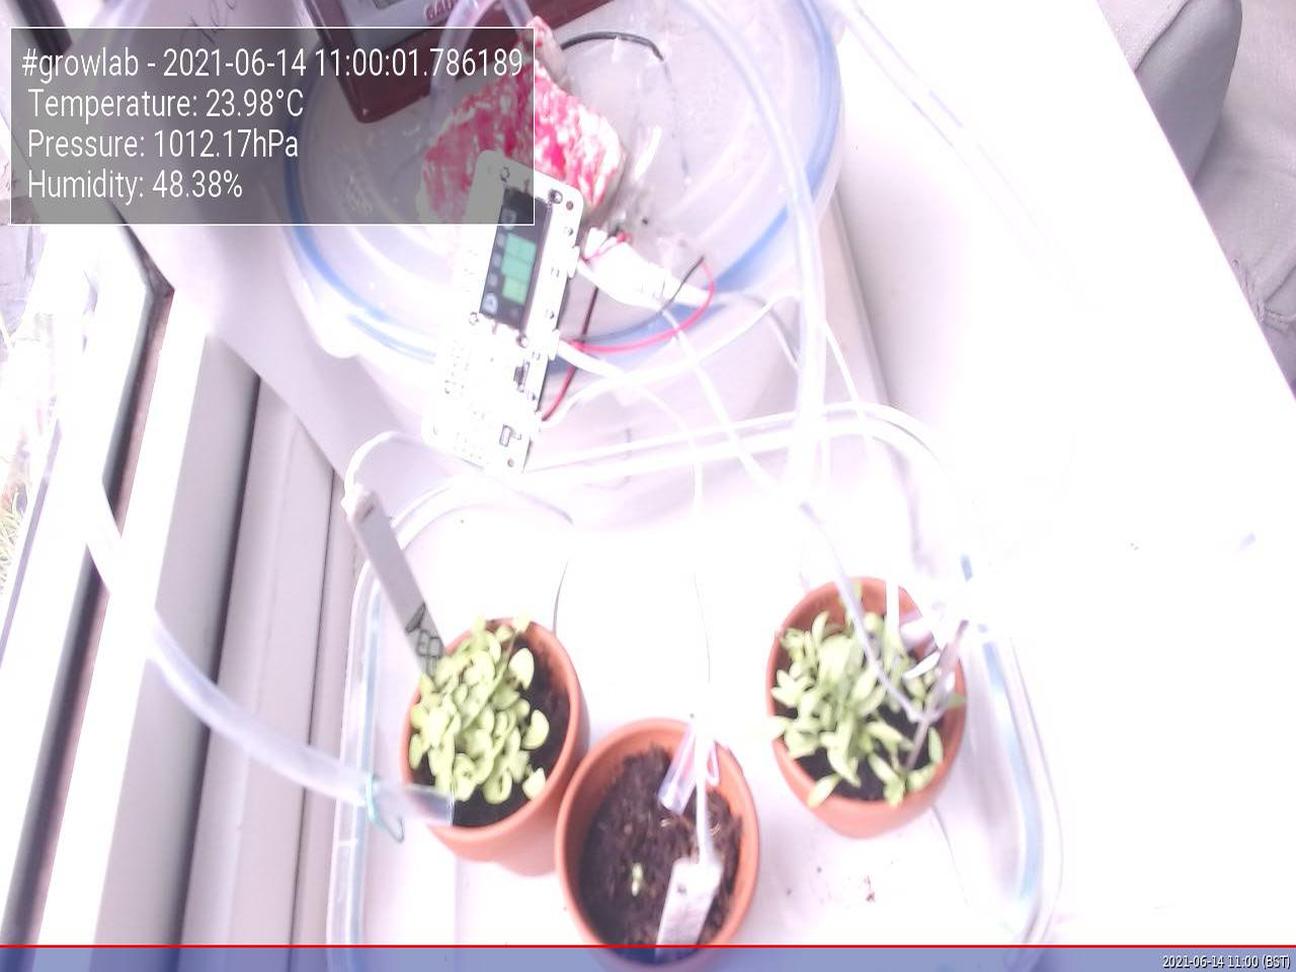 #growlab - 2021-06-14 11:00:01.786189
Temperature: 23.98°C
Pressure: 1012.17hPa
Humidity: 48.38%
2021-06-14 11:00 (BST)